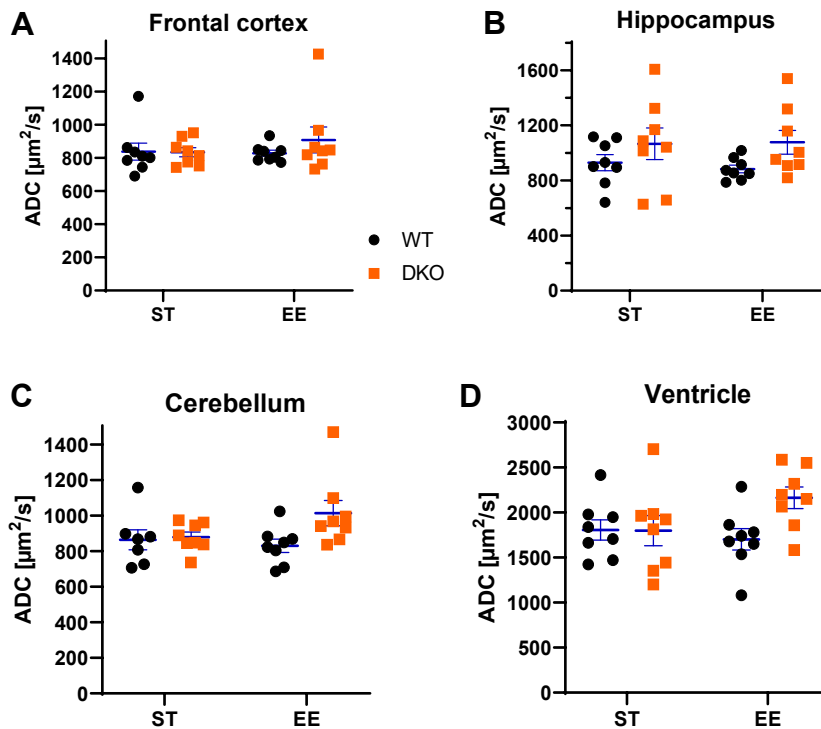 A
Frontal cortex
ADC [µm²/s]
1400
1200
1000
800
600
400
200
0
ST
EE
WT
DKO
B
Hippocampus
ADC [µm²/s]
1600
1200
800
400
0
ST
EE
C
Cerebellum
ADC [µm²/s]
1400
1200
1000
800
600
400
200
0
ST
EE
D
Ventricle
ADC [µm²/s]
3000
2500
2000
1500
1000
500
0
ST
EE